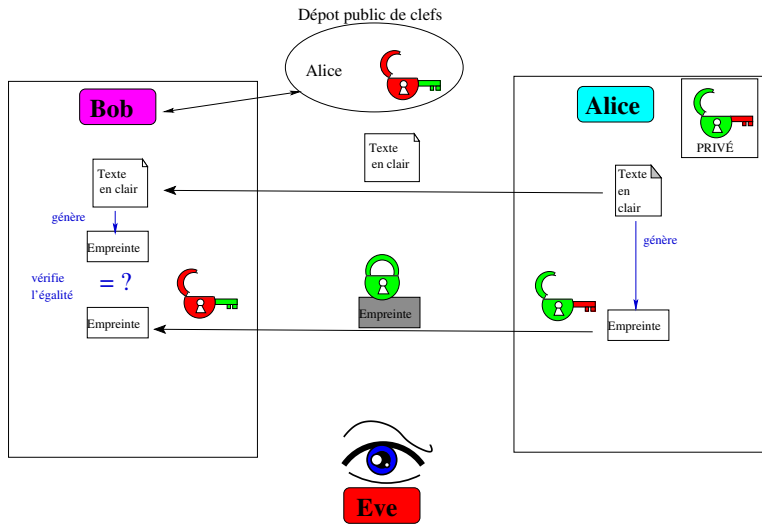 Dépot public de clefs
Alice
Bob
Alice
PRIVÉ
Texte
en clair
Texte
en clair
Texte
en
clair
génère
génère
Empreinte
vérifie
l'égalité
= ?
Empreinte
Empreinte
Empreinte
Eve